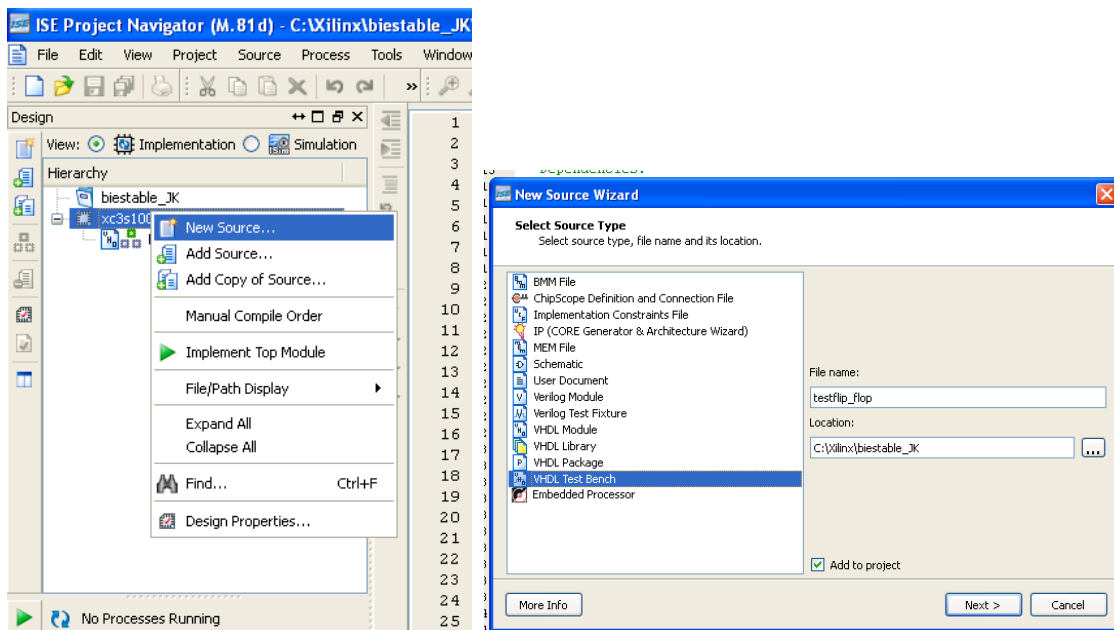 ISE Project Navigator (M.81d) - C:\Xilinx\biestable_JK\
File Edit View Project Source Process Tools Window
»
Design
View: Implementation Simulation
Hierarchy
biestable_JK
xc3s100
New Source...
Add Source...
Add Copy of Source...
Manual Compile Order
Implement Top Module
File/Path Display
Expand All
Collapse All
Find... Ctrl+F
Design Properties...
No Processes Running
1
2
3
4
5
6
7
8
9
10
11
12
13
14
15
16
17
18
19
20
21
22
23
24
25
Dependencies:
New Source Wizard
Select Source Type
Select source type, file name and its location.
BMM File
ChipScope Definition and Connection File
Implementation Constraints File
IP (CORE Generator & Architecture Wizard)
MEM File
Schematic
User Document
Verilog Module
Verilog Test Fixture
VHDL Module
VHDL Library
VHDL Package
VHDL Test Bench
Embedded Processor
File name:
testflip_flop
Location:
C:\Xilinx\biestable_JK
...
Add to project
More Info
Next >
Cancel